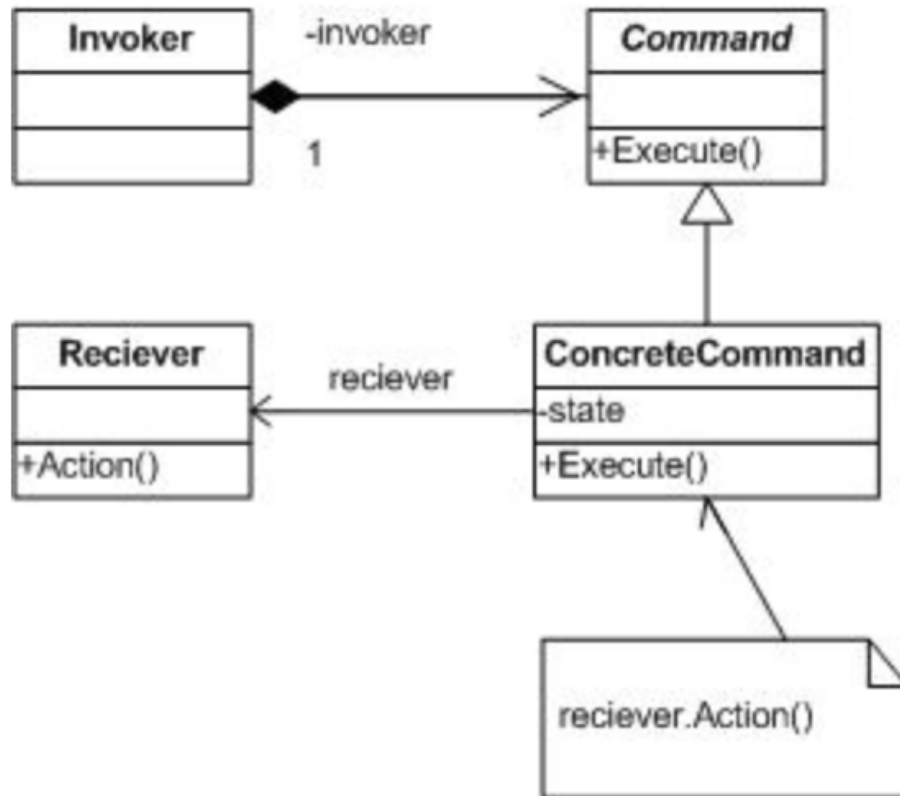 Invoker
-invoker
1
Command
+Execute()
Reciever
+Action()
reciever
ConcreteCommand
-state
+Execute()
reciever.Action()